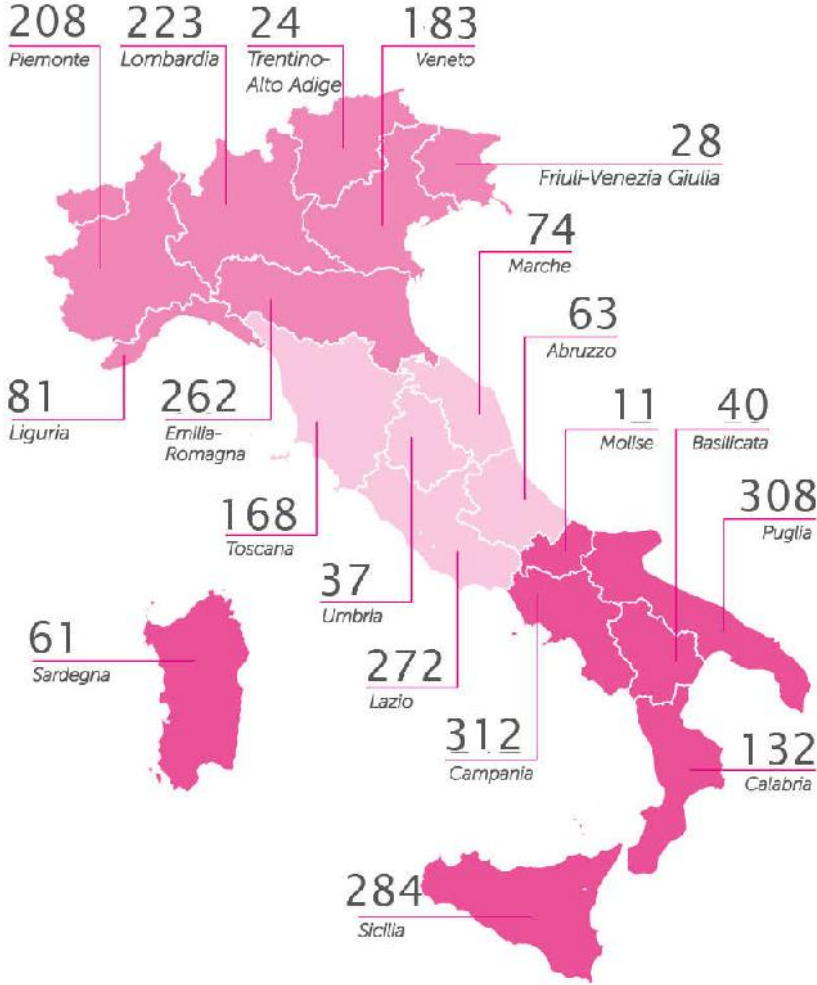 208
Piemonte
223
Lombardia
24
Trentino-
Alto Adige
183
Veneto
28
Friuli-Venezia Giulia
74
Marche
63
Abruzzo
81
Liguria
262
Emilia-
Romagna
11
Molise
40
Basilicata
308
Puglia
168
Toscana
37
Umbria
61
Sardegna
272
Lazio
312
Campania
132
Calabria
284
Sicilia